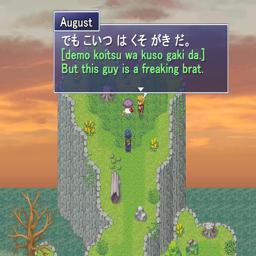 August
でも こいつ は くそ がき だ。
[demo koitsu wa kuso gaki da.]
But this guy is a freaking brat.